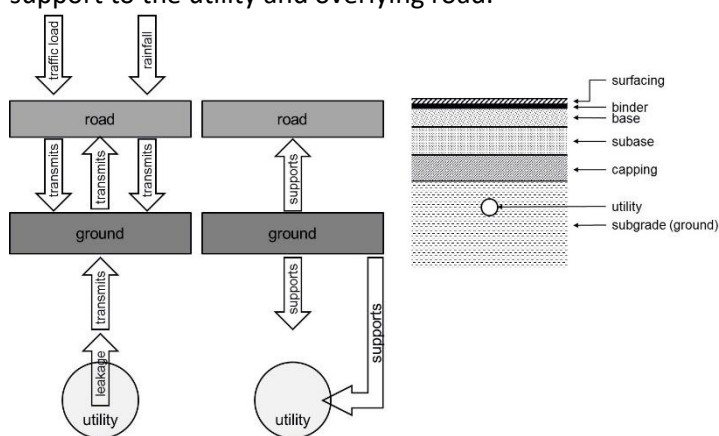 support to the utility and overlying road.
traffic load
rainfall
road
transmits
transmits
transmits
ground
transmits
leakage
utility
road
supports
ground
supports
supports
utility
surfacing
binder
base
subase
capping
utility
subgrade (ground)